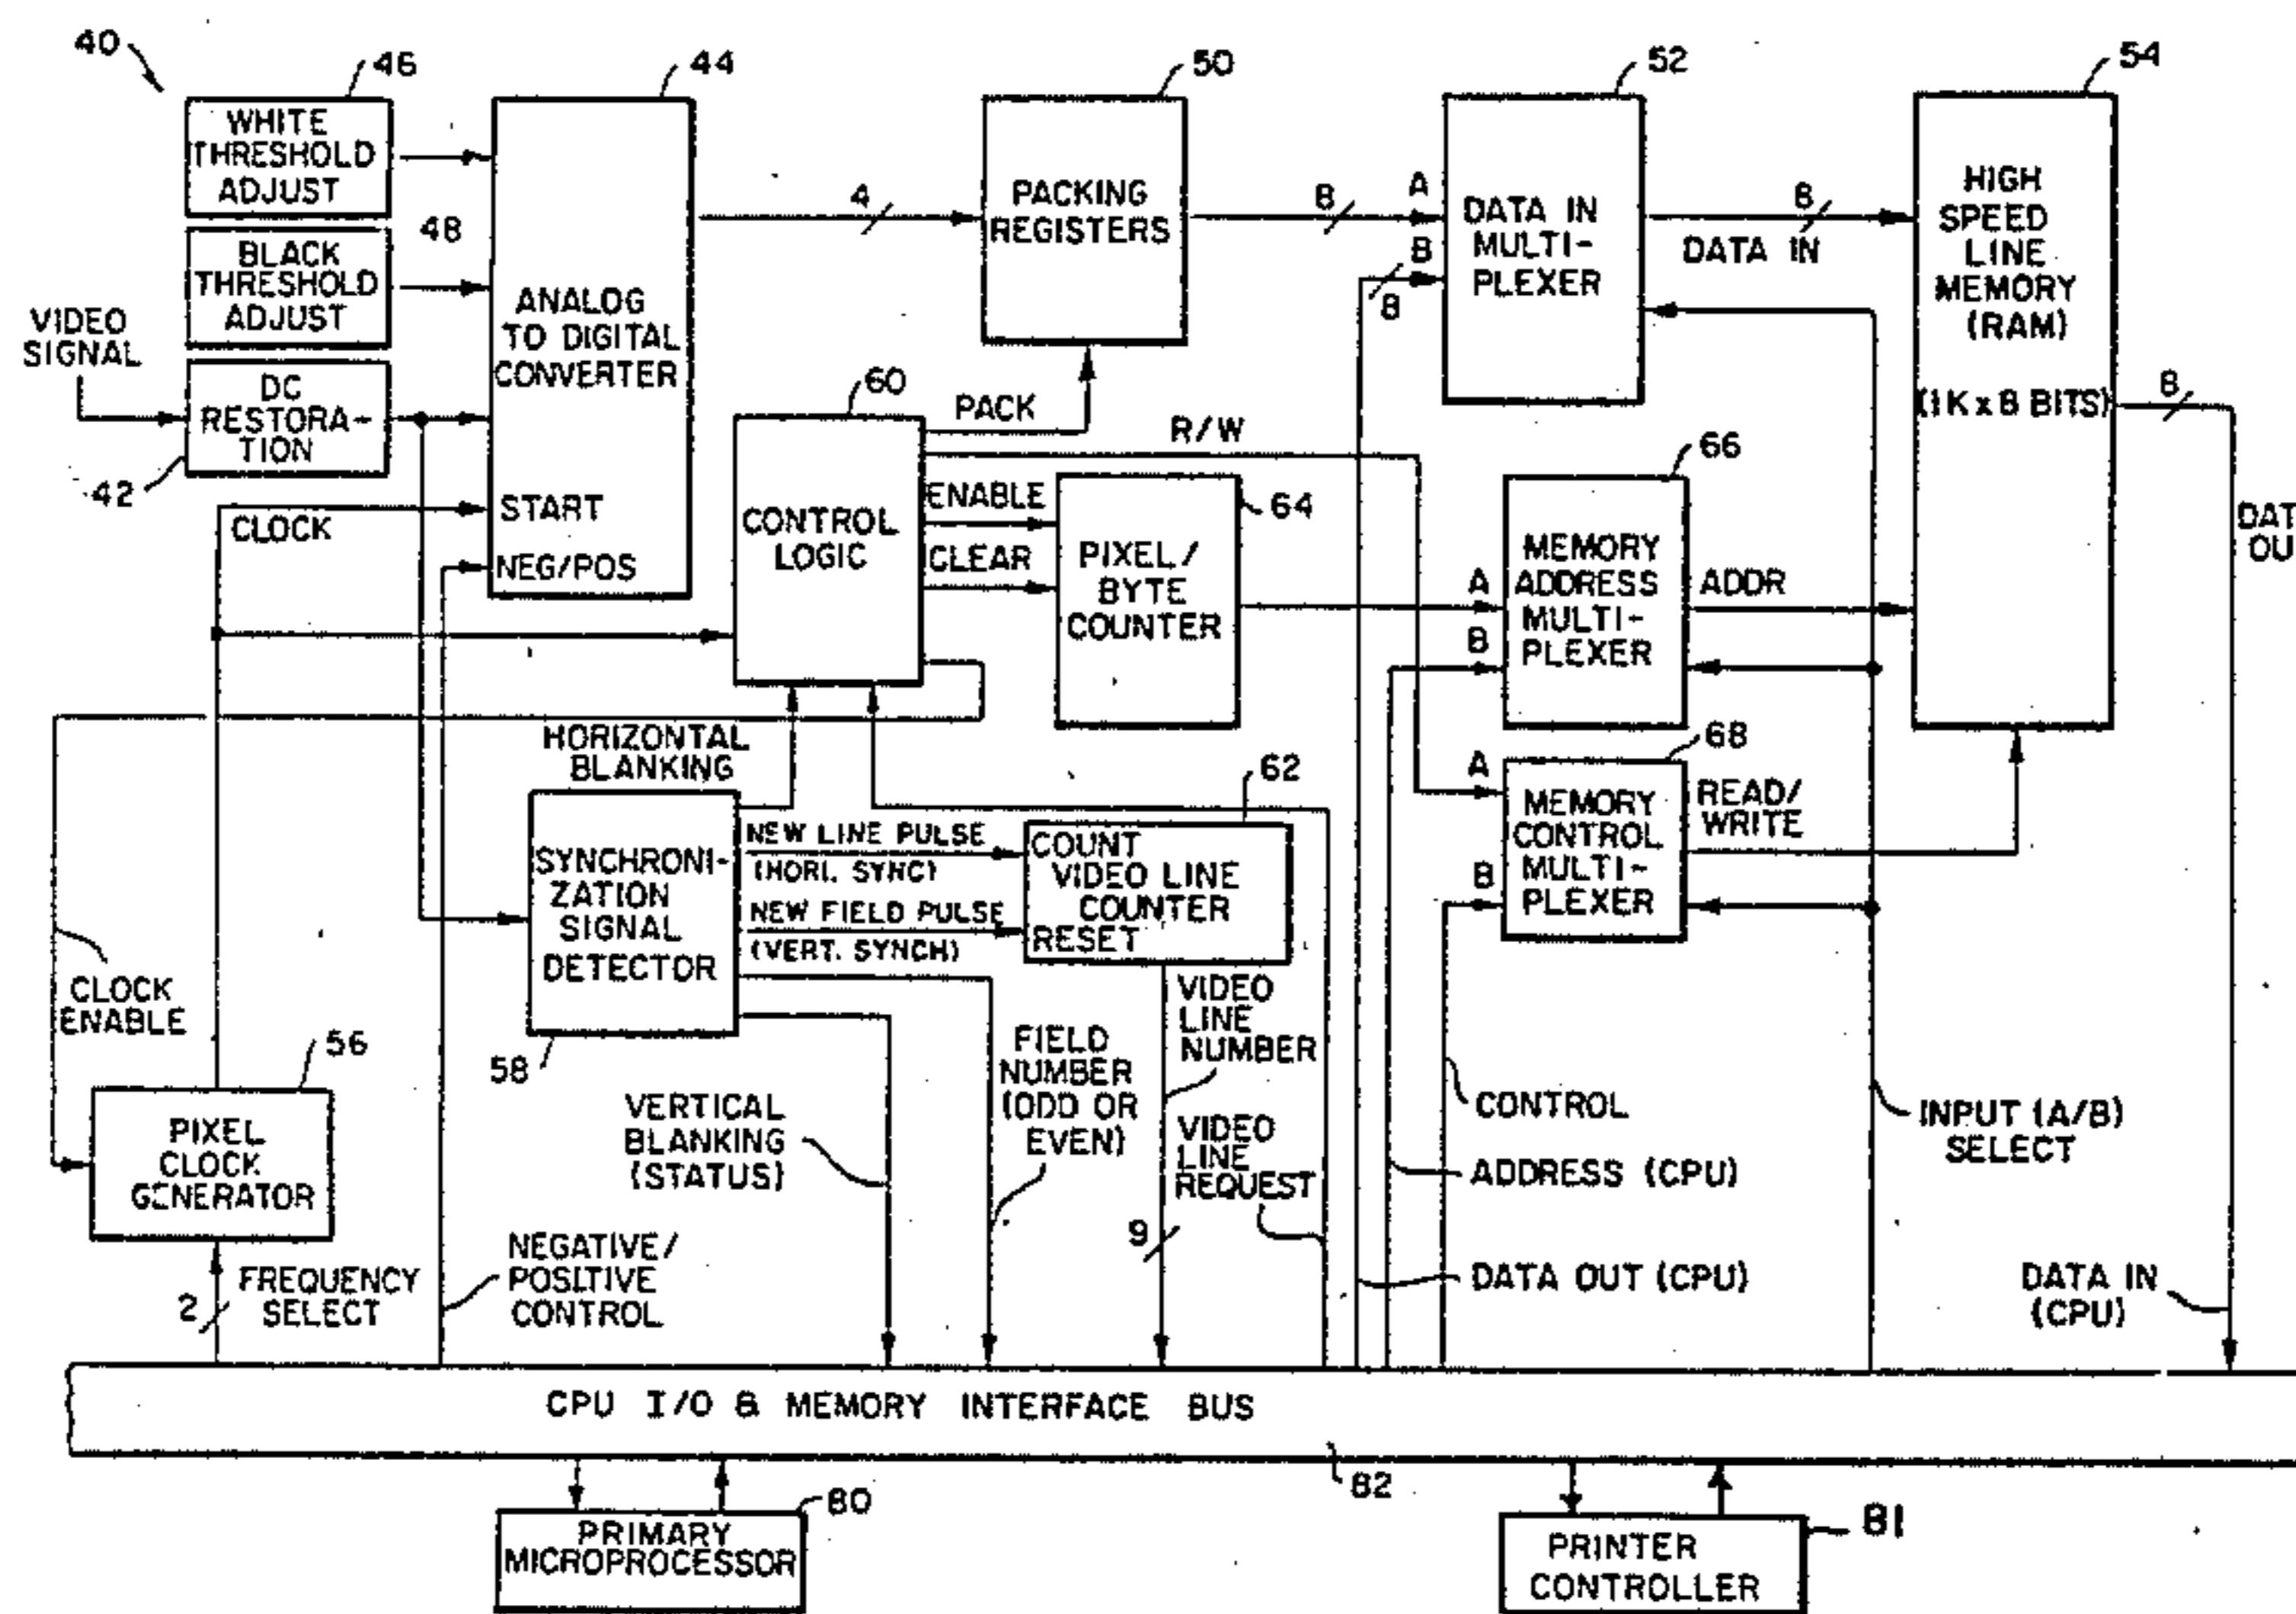 40
46
44
50
52
54
WHITE
THRESHOLD
ADJUST
48
BLACK
THRESHOLD
ADJUST
VIDEO
SIGNAL
DC
RESTORA-
TION
42
ANALOG
TO DIGITAL
CONVERTER
START
NEG/POS
CLOCK
4
PACKING
REGISTERS
8
A
B
8
DATA IN
MULTI-
PLEXER
8
DATA IN
HIGH
SPEED
LINE
MEMORY
(RAM)
(1K x 8 BITS)
8
60
PACK
R/W
ENABLE
CLEAR
CONTROL
LOGIC
64
PIXEL/
BYTE
COUNTER
66
A
B
MEMORY
ADDRESS
MULTI-
PLEXER
ADDR
68
A
B
MEMORY
CONTROL
MULTI-
PLEXER
READ/
WRITE
HORIZONTAL
BLANKING
62
SYNCHRONI-
ZATION
SIGNAL
DETECTOR
58
NEW LINE PULSE
(HORI. SYNC)
NEW FIELD PULSE
(VERT. SYNCH)
COUNT
VIDEO LINE
COUNTER
RESET
CLOCK
ENABLE
56
PIXEL
CLOCK
GENERATOR
2
FREQUENCY
SELECT
NEGATIVE/
POSITIVE
CONTROL
VERTICAL
BLANKING
(STATUS)
FIELD
NUMBER
(ODD OR
EVEN)
VIDEO
LINE
NUMBER
VIDEO
LINE
REQUEST
9
CONTROL
ADDRESS (CPU)
DATA OUT (CPU)
INPUT (A/B)
SELECT
DATA IN
(CPU)
CPU I/O & MEMORY INTERFACE BUS
82
80
PRIMARY
MICROPROCESSOR
81
PRINTER
CONTROLLER